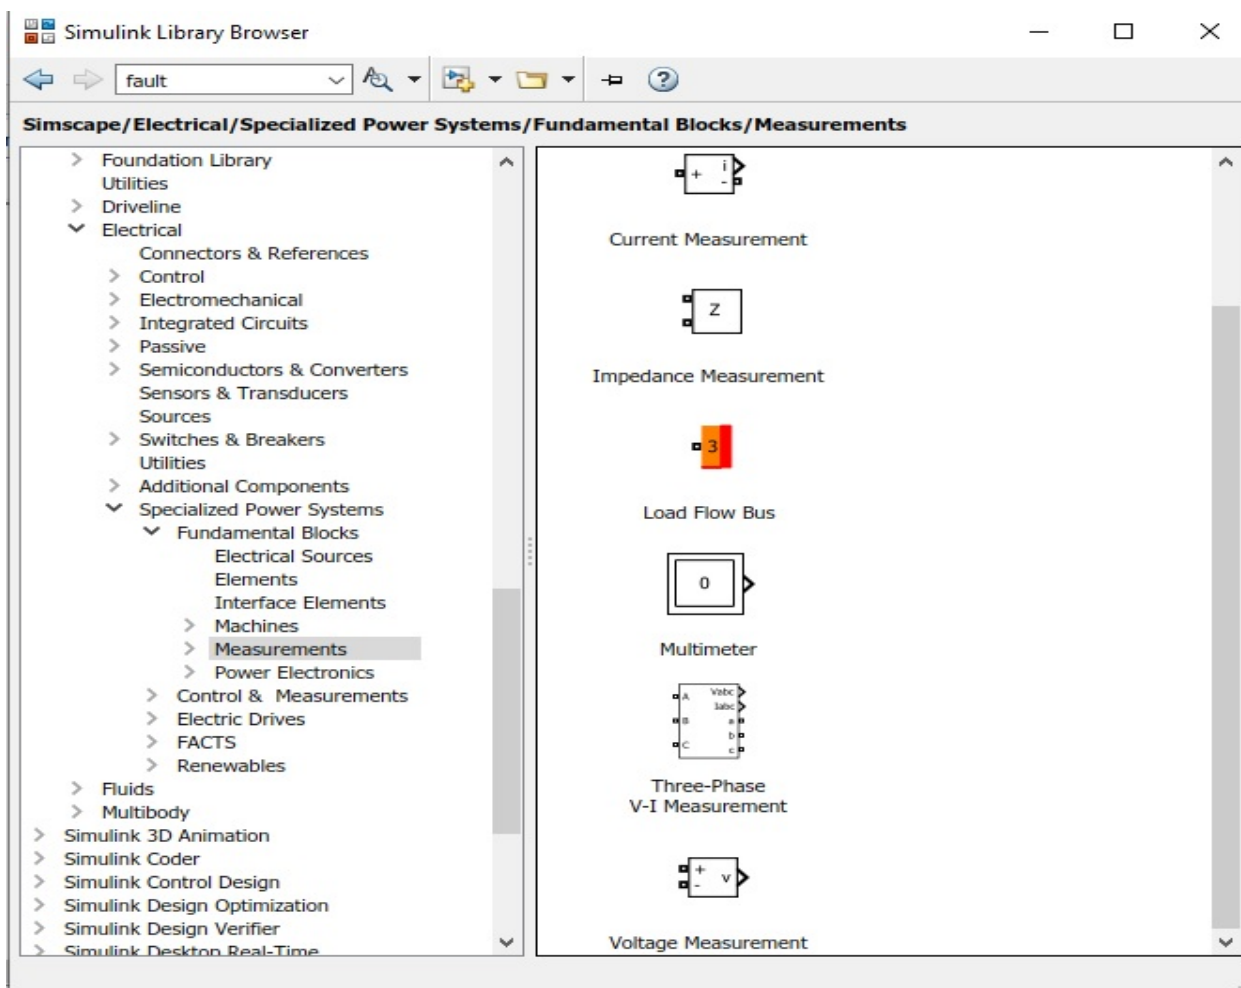 Simulink Library Browser
fault
Simscape/Electrical/Specialized Power Systems/Fundamental Blocks/Measurements
Foundation Library
Utilities
Driveline
Electrical
Connectors & References
Control
Electromechanical
Integrated Circuits
Passive
Semiconductors & Converters
Sensors & Transducers
Sources
Switches & Breakers
Utilities
Additional Components
Specialized Power Systems
Fundamental Blocks
Electrical Sources
Elements
Interface Elements
Machines
Measurements
Power Electronics
Control & Measurements
Electric Drives
FACTS
Renewables
Fluids
Multibody
Simulink 3D Animation
Simulink Coder
Simulink Control Design
Simulink Design Optimization
Simulink Design Verifier
Simulink Desktop Real-Time
+ i -
Current Measurement
Z
Impedance Measurement
3
Load Flow Bus
0
Multimeter
A Vabc
Iabc
B a
b
C c
Three-Phase
V-I Measurement
+ v
-
Voltage Measurement